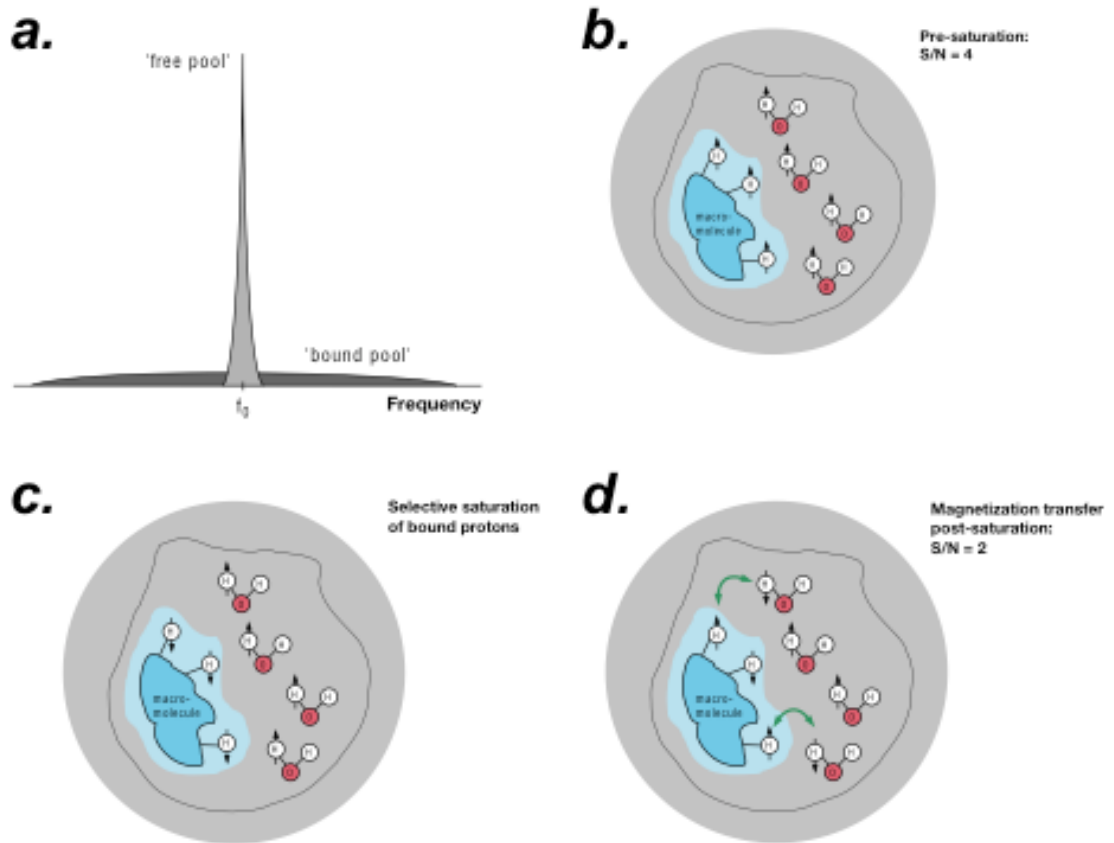 a.
'free pool'
'bound pool'
f0
Frequency
b.
Pre-saturation:
S/N = 4
H
H
H
H
macro-
molecule
H
H
H
c.
Selective saturation
of bound protons
H
H
H
H
H
H
macro-
molecule
H
H
H
d.
Magnetization transfer
post-saturation:
S/N = 2
H
H
H
H
H
macro-
molecule
H
H
H
H